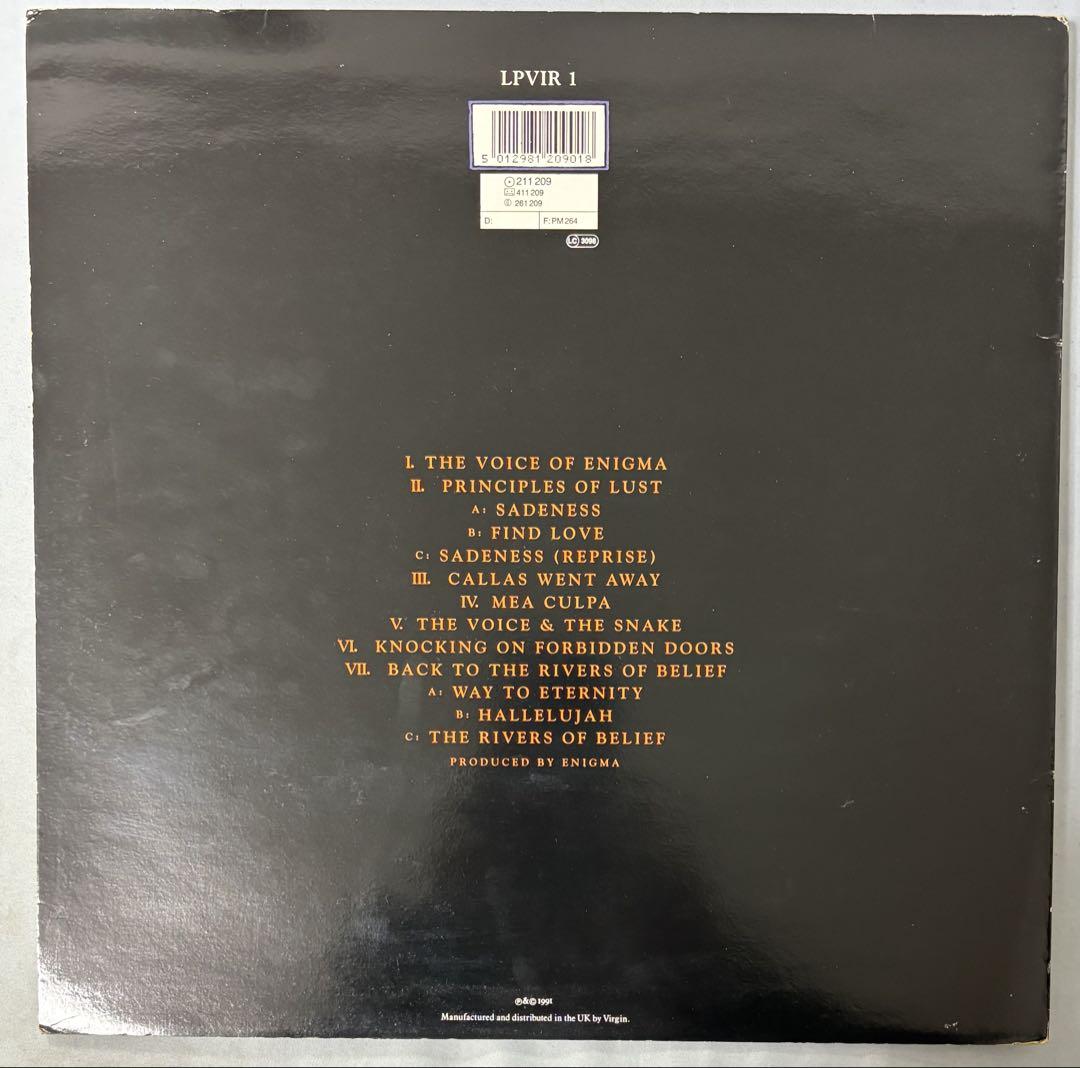 LPVIR 1
5 012981 209018
211 209
411 209
261 209
D: F: PM 264
LC 3098
I. THE VOICE OF ENIGMA
II. PRINCIPLES OF LUST
A: SADENESS
B: FIND LOVE
C: SADENESS (REPRISE)
III. CALLAS WENT AWAY
IV. MEA CULPA
V. THE VOICE & THE SNAKE
VI. KNOCKING ON FORBIDDEN DOORS
VII. BACK TO THE RIVERS OF BELIEF
A: WAY TO ETERNITY
B: HALLELUJAH
C: THE RIVERS OF BELIEF
PRODUCED BY ENIGMA
℗&© 1991
Manufactured and distributed in the UK by Virgin.